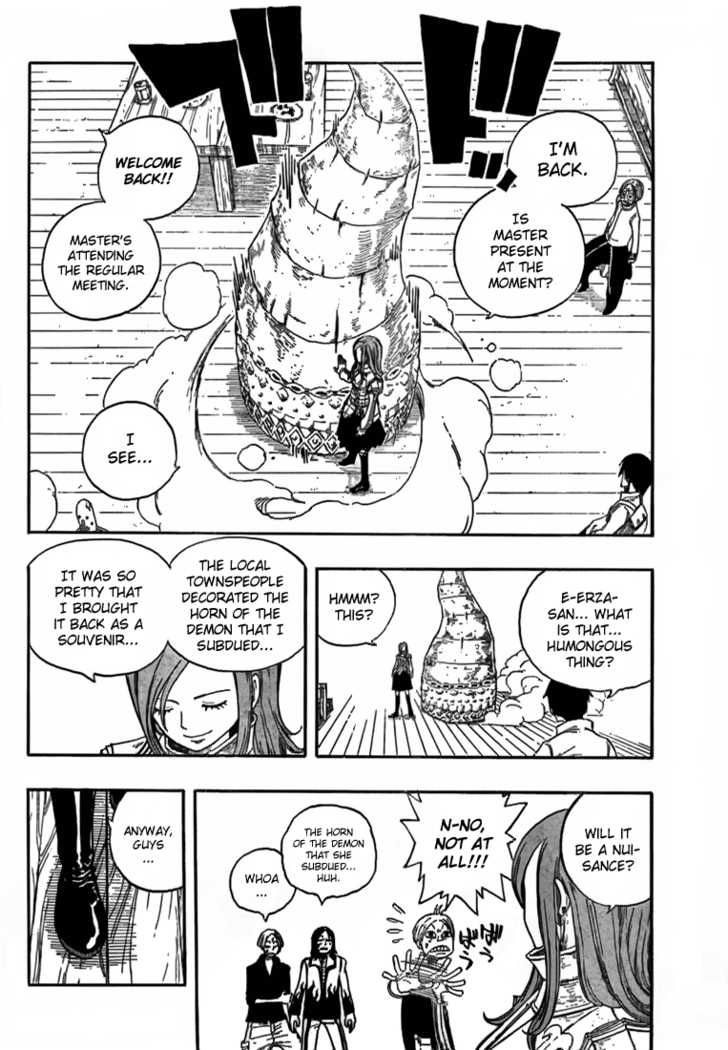 ドドン
I'M
BACK.
IS
MASTER
PRESENT
AT THE
MOMENT?
WELCOME
BACK!!
MASTER'S
ATTENDING
THE REGULAR
MEETING.
I
SEE...
E-ERZA-
SAN... WHAT
IS THAT...
HUMONGOUS
THING?
HMMM?
THIS?
THE LOCAL
TOWNSPEOPLE
DECORATED THE
HORN OF THE
DEMON THAT I
SUBDUED...
IT WAS SO
PRETTY THAT
I BROUGHT
IT BACK AS A
SOUVENIR...
WILL IT
BE A NUI-
SANCE?
N-NO,
NOT AT
ALL!!!
THE HORN
OF THE DEMON
THAT SHE
SUBDUED...
HUH.
WHOA
...
ANYWAY,
GUYS
...